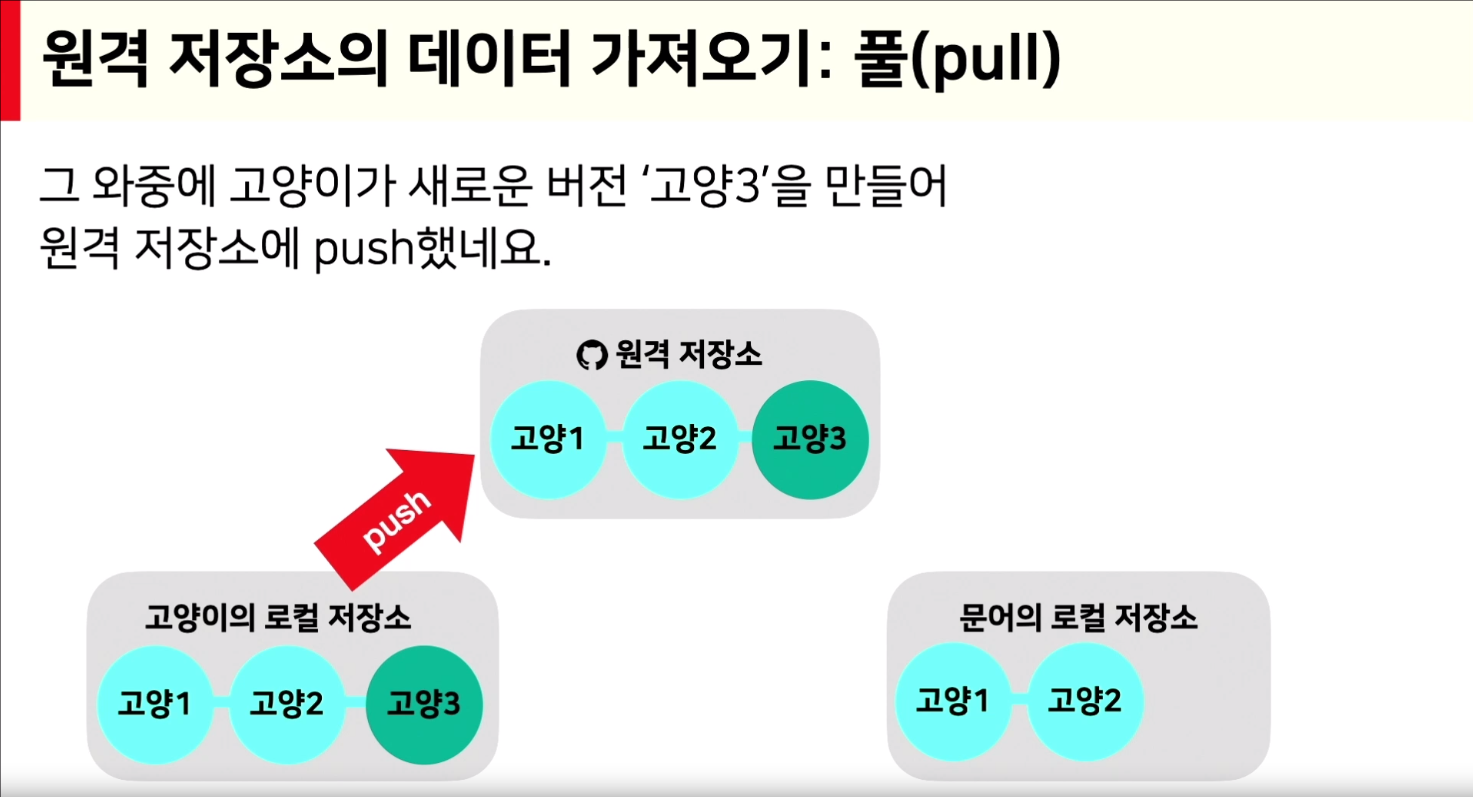 원격 저장소의 데이터 가져오기: 풀(pull)
그 와중에 고양이가 새로운 버전 ‘고양3’을 만들어
원격 저장소에 push했네요.
원격 저장소
고양1
고양2
고양3
push
고양이의 로컬 저장소
고양1
고양2
고양3
문어의 로컬 저장소
고양1
고양2